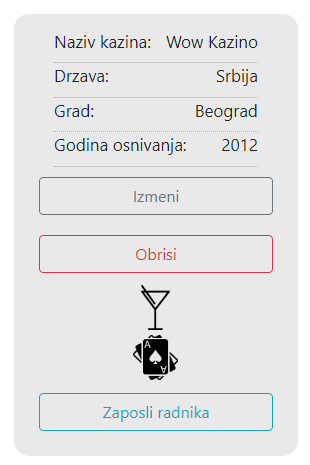 Naziv kazina: Wow Kazino
Drzava: Srbija
Grad: Beograd
Godina osnivanja: 2012
Izmeni
Obrisi
A
A
Zaposli radnika